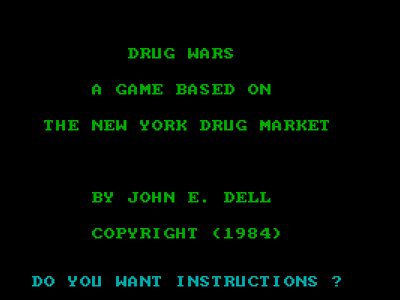 DRUG WARS
A GAME BASED ON
THE NEW YORK DRUG MARKET
BY JOHN E. DELL
COPYRIGHT (1984)
DO YOU WANT INSTRUCTIONS ?